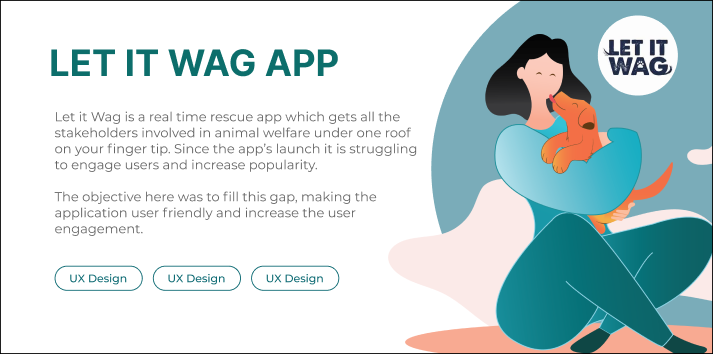 LET IT WAG APP
LET IT
WAG
Let it Wag is a real time rescue app which gets all the
stakeholders involved in animal welfare under one roof
on your finger tip. Since the app's launch it is struggling
to engage users and increase popularity.
The objective here was to fill this gap, making the
application user friendly and increase the user
engagement.
UX Design UX Design UX Design